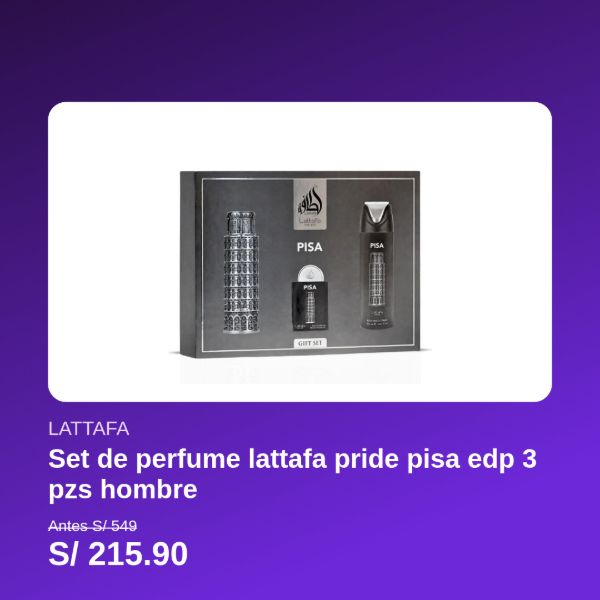 لطافة
Lattafa
PISA
PISA
PISA
GIFT SET
LATTAFA
Set de perfume lattafa pride pisa edp 3
pzs hombre
Antes S/ 549
S/ 215.90